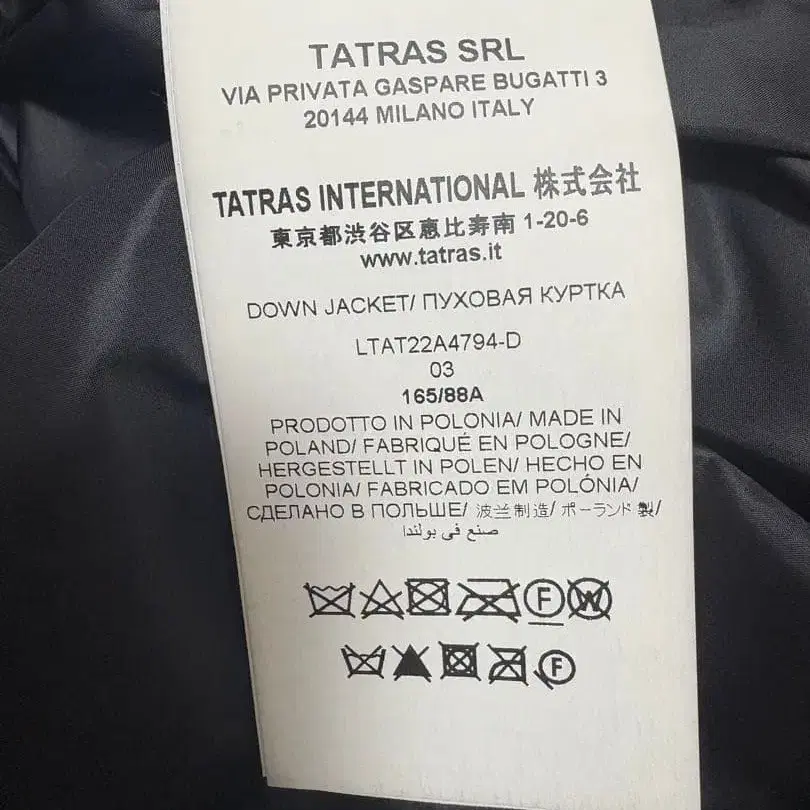 TATRAS SRL
VIA PRIVATA GASPARE BUGATTI 3
20144 MILANO ITALY
TATRAS INTERNATIONAL 株式会社
東京都渋谷区恵比寿南 1-20-6
www.tatras.it
DOWN JACKET/ ПУХОВАЯ КУРТКА
LTAT22A4794-D
03
165/88A
PRODOTTO IN POLONIA/ MADE IN
POLAND/ FABRIQUÉ EN POLOGNE/
HERGESTELLT IN POLEN/ HECHO EN
POLONIA/ FABRICADO EM POLÓNIA/
СДЕЛАНО В ПОЛЬШЕ/ 波兰制造/ ポーランド 製/
صنع في بولندا
F W
F